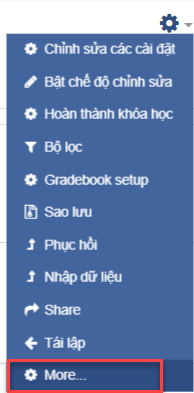 Chỉnh sửa các cài đặt
Bật chế độ chỉnh sửa
Hoàn thành khóa học
Bộ lọc
Gradebook setup
Sao lưu
Phục hồi
Nhập dữ liệu
Share
Tái lập
More...